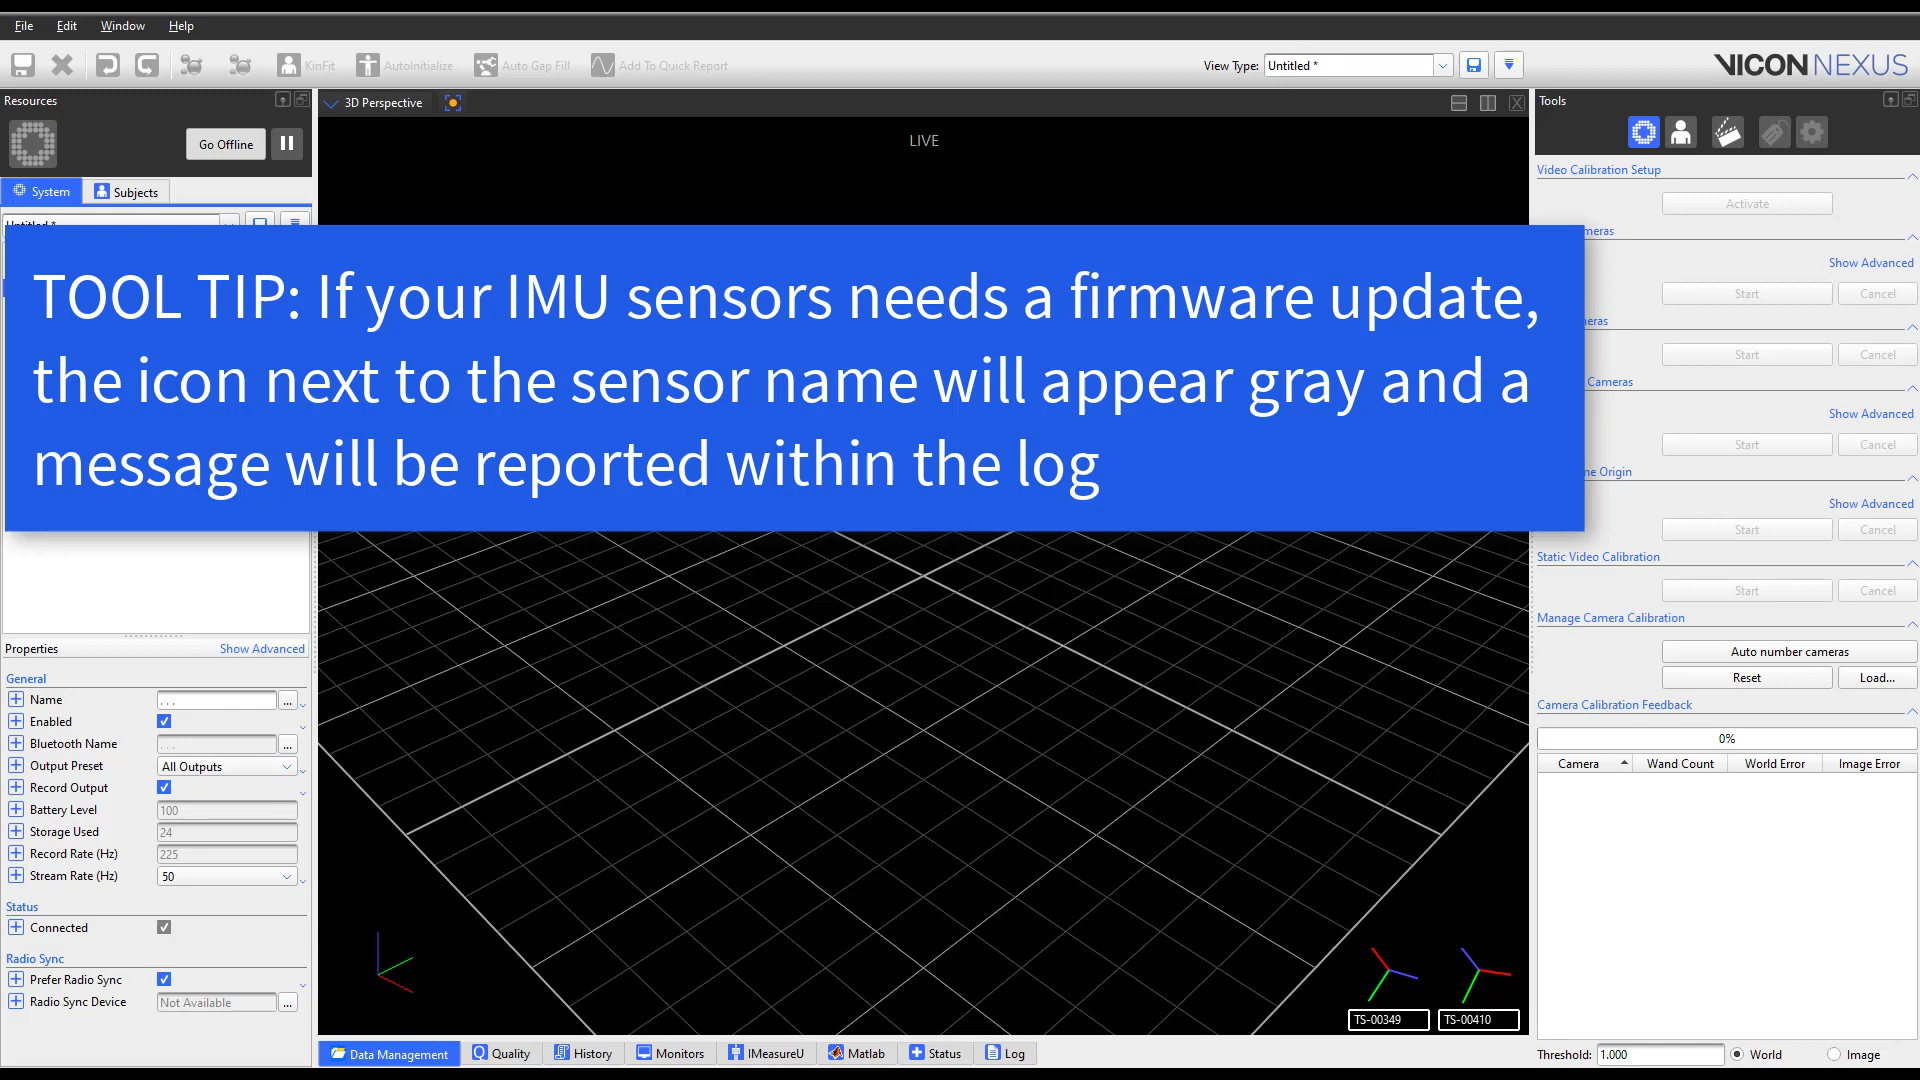 File Edit Window Help
KinFit AutoInitialize Auto Gap Fill Add To Quick Report View Type: Untitled * VICON NEXUS
Resources 3D Perspective Tools
LIVE
Go Offline
System Subjects
Video Calibration Setup
Activate
meras
Show Advanced
Start Cancel
TOOL TIP: If your IMU sensors needs a firmware update,
the icon next to the sensor name will appear gray and a
message will be reported within the log
Start Cancel
Cameras
Show Advanced
Start Cancel
Show Advanced
Start Cancel
Static Video Calibration
Start Cancel
Manage Camera Calibration
Auto number cameras
Reset Load...
Camera Calibration Feedback
0%
Camera Wand Count World Error Image Error
Properties Show Advanced
General
Name . . . ...
Enabled
Bluetooth Name . . . ...
Output Preset All Outputs
Record Output
Battery Level 100
Storage Used 24
Record Rate (Hz) 225
Stream Rate (Hz) 50
Status
Connected
Radio Sync
Prefer Radio Sync
Radio Sync Device Not Available ...
TS-00349 TS-00410
Data Management Quality History Monitors IMeasureU Matlab Status Log
Threshold: 1.000 World Image